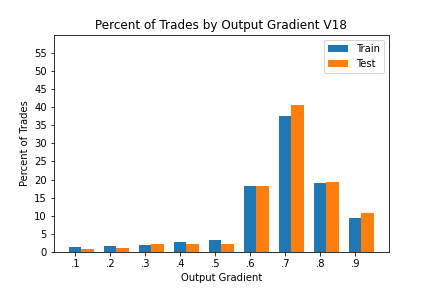 Percent of Trades by Output Gradient V18
Train
Test
55
50
45
40
35
30
25
20
15
10
5
0
Percent of Trades
.1 .2 .3 .4 .5 .6 .7 .8 .9
Output Gradient